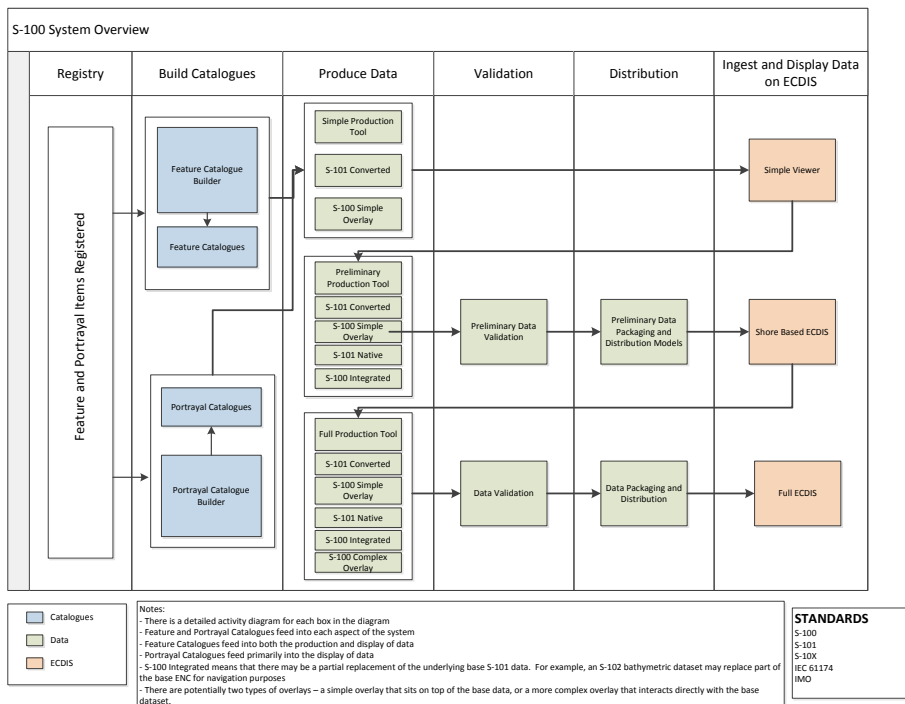 S-100 System Overview
Registry
Build Catalogues
Produce Data
Validation
Distribution
Ingest and Display Data
on ECDIS
Feature and Portrayal Items Registered
Feature Catalogue
Builder
Feature Catalogues
Portrayal Catalogues
Portrayal Catalogue
Builder
Simple Production
Tool
S-101 Converted
S-100 Simple
Overlay
Simple Viewer
Preliminary
Production Tool
S-101 Converted
S-100 Simple
Overlay
S-101 Native
S-100 Integrated
Preliminary Data
Validation
Preliminary Data
Packaging and
Distribution Models
Shore Based ECDIS
Full Production Tool
S-101 Converted
S-100 Simple
Overlay
S-101 Native
S-100 Integrated
S-100 Complex
Overlay
Data Validation
Data Packaging and
Distribution
Full ECDIS
Catalogues
Data
ECDIS
Notes:
- There is a detailed activity diagram for each box in the diagram
- Feature and Portrayal Catalogues feed into each aspect of the system
- Feature Catalogues feed into both the production and display of data
- Portrayal Catalogues feed primarily into the display of data
- S-100 Integrated means that there may be a partial replacement of the underlying base S-101 data. For example, an S-102 bathymetric dataset may replace part of
the base ENC for navigation purposes
- There are potentially two types of overlays – a simple overlay that sits on top of the base data, or a more complex overlay that interacts directly with the base
dataset.
STANDARDS
S-100
S-101
S-10X
IEC 61174
IMO